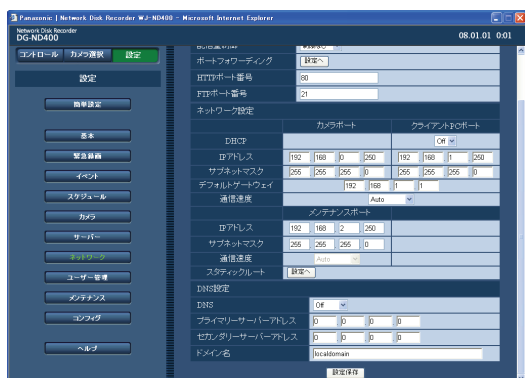 Panasonic | Network Disk Recorder WJ-ND400 - Microsoft Internet Explorer
Network Disk Recorder
DG-ND400
08.01.01 0:01
コントロール カメラ選択 設定
設定
簡単設定
基本
緊急録画
イベント
スケジュール
カメラ
サーバー
ネットワーク
ユーザー管理
メンテナンス
コンフィグ
ヘルプ
ポートフォワーディング 設定へ
HTTPポート番号 80
FTPポート番号 21
ネットワーク設定
カメラポート クライアントPCポート
DHCP Off
IPアドレス 192 168 0 250 192 168 1 250
サブネットマスク 255 255 255 0 255 255 255 0
デフォルトゲートウェイ 192 168 1 1
通信速度 Auto
メンテナンスポート
IPアドレス 192 168 2 250
サブネットマスク 255 255 255 0
通信速度 Auto
スタティックルート 設定へ
DNS設定
DNS Off
プライマリーサーバーアドレス 0 0 0 0
セカンダリーサーバーアドレス 0 0 0 0
ドメイン名 localdomain
設定保存